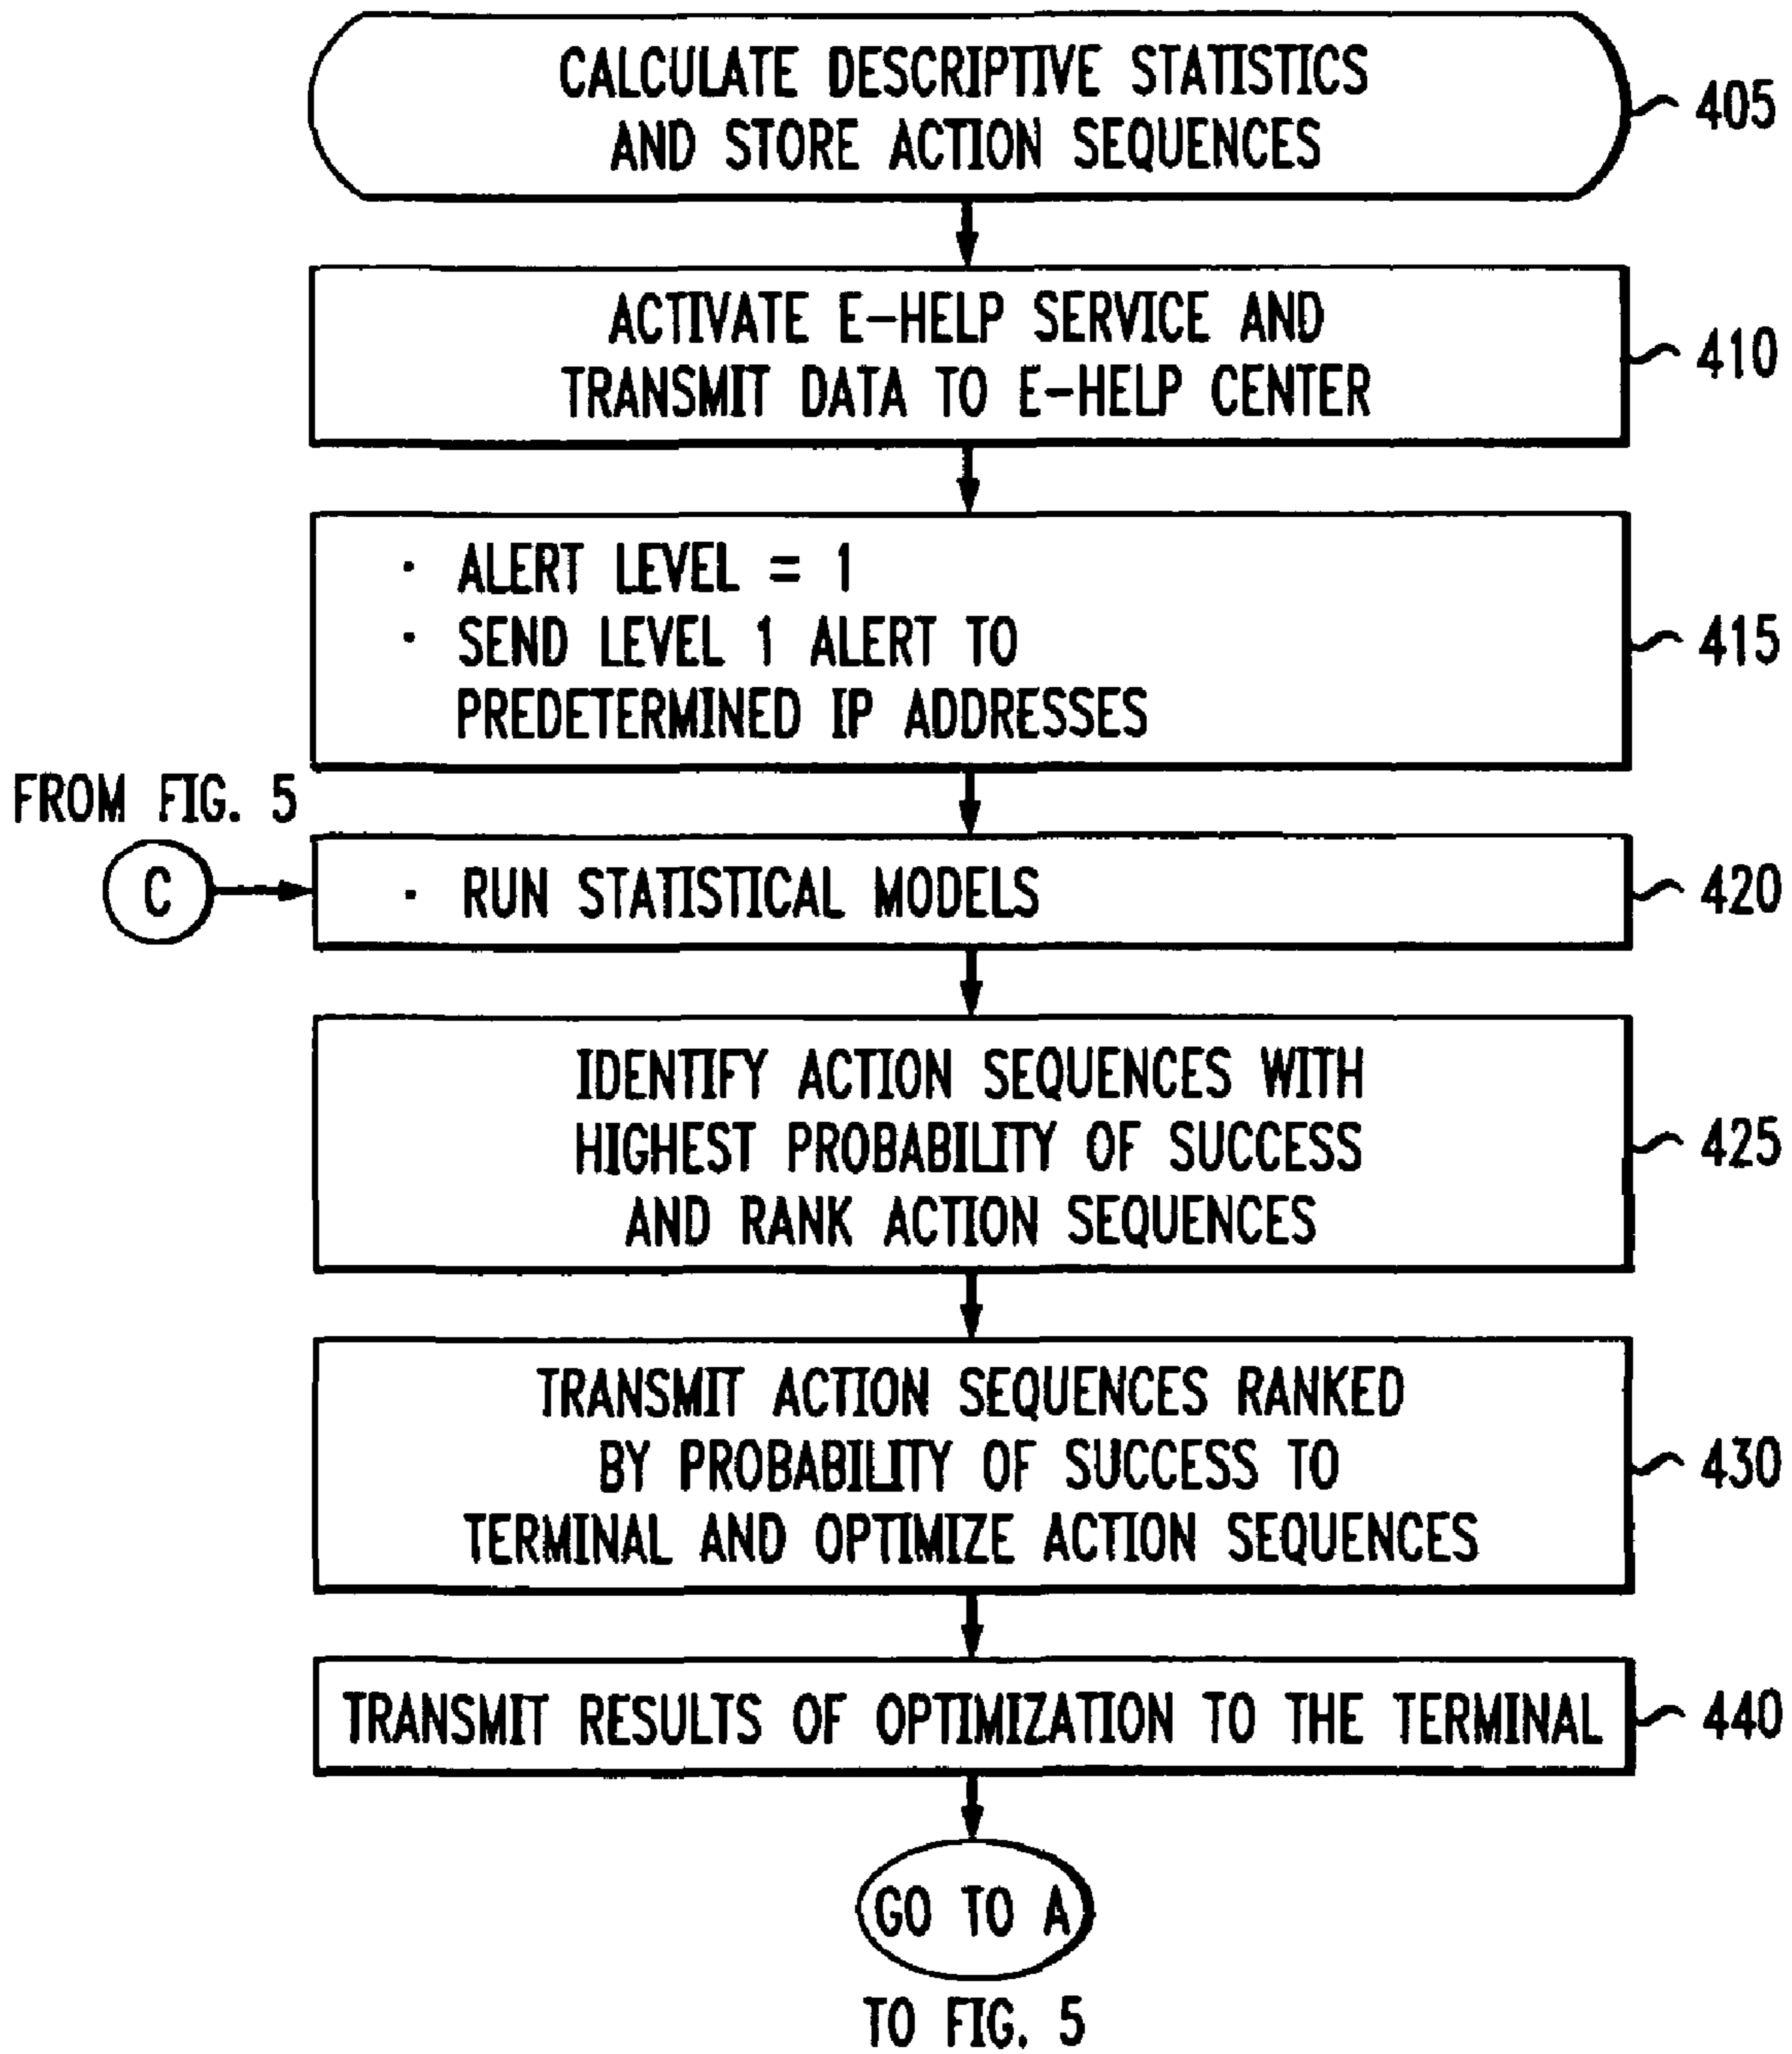 CALCULATE DESCRIPTIVE STATISTICS
AND STORE ACTION SEQUENCES
405
ACTIVATE E-HELP SERVICE AND
TRANSMIT DATA TO E-HELP CENTER
410
· ALERT LEVEL = 1
· SEND LEVEL 1 ALERT TO
PREDETERMINED IP ADDRESSES
415
FROM FIG. 5
C
· RUN STATISTICAL MODELS
420
IDENTIFY ACTION SEQUENCES WITH
HIGHEST PROBABILITY OF SUCCESS
AND RANK ACTION SEQUENCES
425
TRANSMIT ACTION SEQUENCES RANKED
BY PROBABILITY OF SUCCESS TO
TERMINAL AND OPTIMIZE ACTION SEQUENCES
430
TRANSMIT RESULTS OF OPTIMIZATION TO THE TERMINAL
440
GO TO A
TO FIG. 5